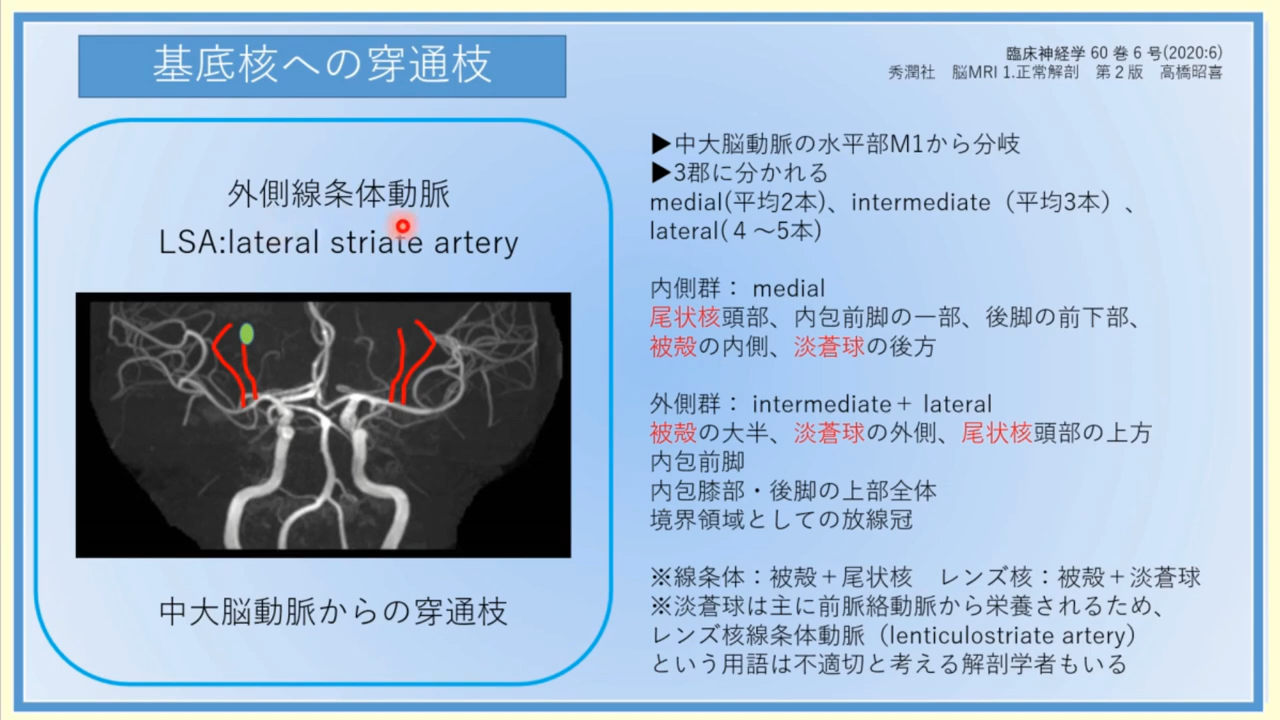 基底核への穿通枝
臨床神経学 60 巻 6 号(2020:6)
秀潤社　脳MRI 1.正常解剖　第２版　高橋昭喜
外側線条体動脈
LSA:lateral striate artery
中大脳動脈からの穿通枝
▶中大脳動脈の水平部M1から分岐
▶3郡に分かれる
medial(平均2本)、intermediate（平均3本）、
lateral(４～5本)
内側群： medial
尾状核頭部、内包前脚の一部、後脚の前下部、
被殻の内側、淡蒼球の後方
外側群： intermediate＋ lateral
被殻の大半、淡蒼球の外側、尾状核頭部の上方
内包前脚
内包膝部・後脚の上部全体
境界領域としての放線冠
※線条体：被殻＋尾状核　レンズ核：被殻＋淡蒼球
※淡蒼球は主に前脈絡動脈から栄養されるため、
レンズ核線条体動脈（lenticulostriate artery）
という用語は不適切と考える解剖学者もいる